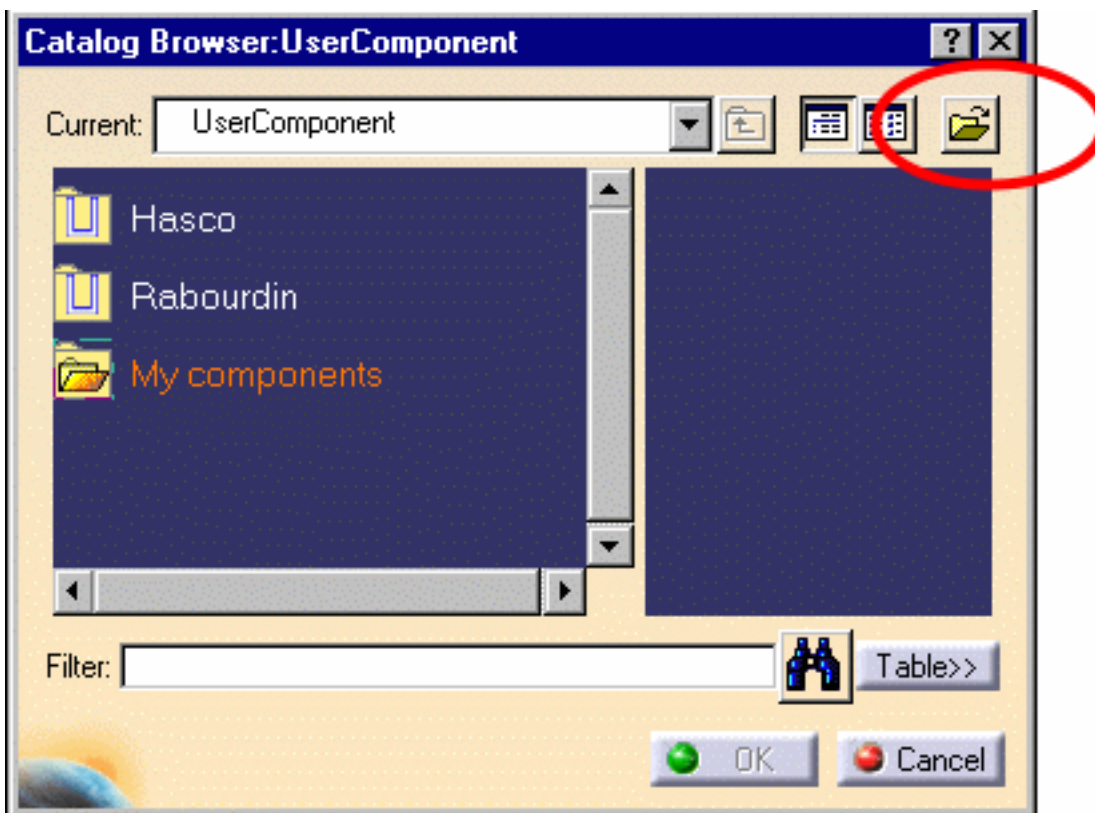 Catalog Browser:UserComponent
Current: UserComponent
Hasco
Rabourdin
My components
Filter: Table>>
OK Cancel